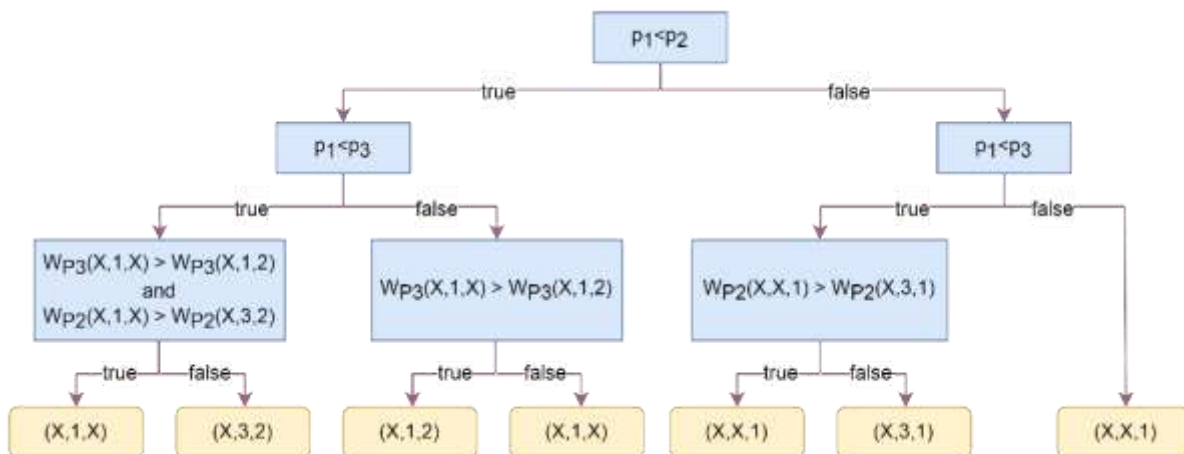 P1<P2
true
false
P1<P3
P1<P3
true
false
true
false
WP3(X,1,X) > WP3(X,1,2)
and
WP2(X,1,X) > WP2(X,3,2)
WP3(X,1,X) > WP3(X,1,2)
WP2(X,X,1) > WP2(X,3,1)
true
false
true
false
true
false
(X,1,X)
(X,3,2)
(X,1,2)
(X,1,X)
(X,X,1)
(X,3,1)
(X,X,1)